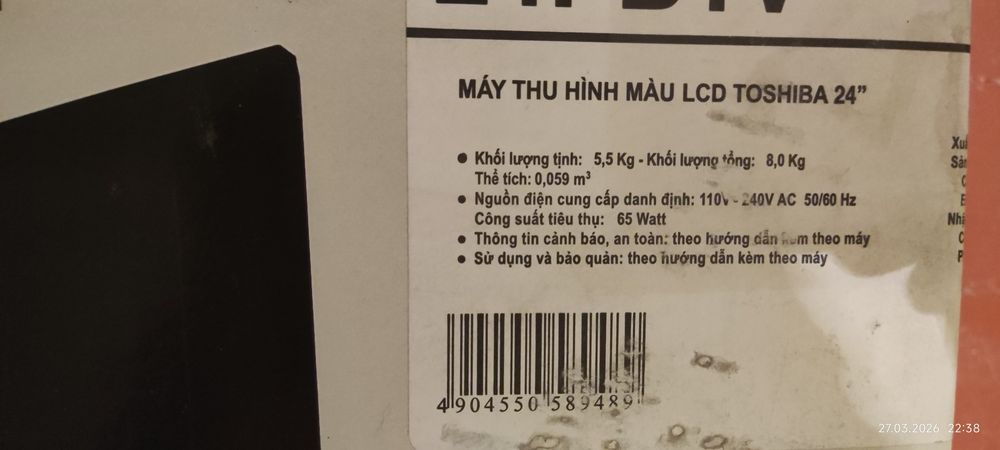 MÁY THU HÌNH MÀU LCD TOSHIBA 24”
● Khối lượng tịnh: 5,5 Kg - Khối lượng tổng: 8,0 Kg
Thể tích: 0,059 m³
● Nguồn điện cung cấp danh định: 110V - 240V AC 50/60 Hz
Công suất tiêu thụ: 65 Watt
● Thông tin cảnh báo, an toàn: theo hướng dẫn kèm theo máy
● Sử dụng và bảo quản: theo hướng dẫn kèm theo máy
4 904550 589489
27.03.2026 22:38